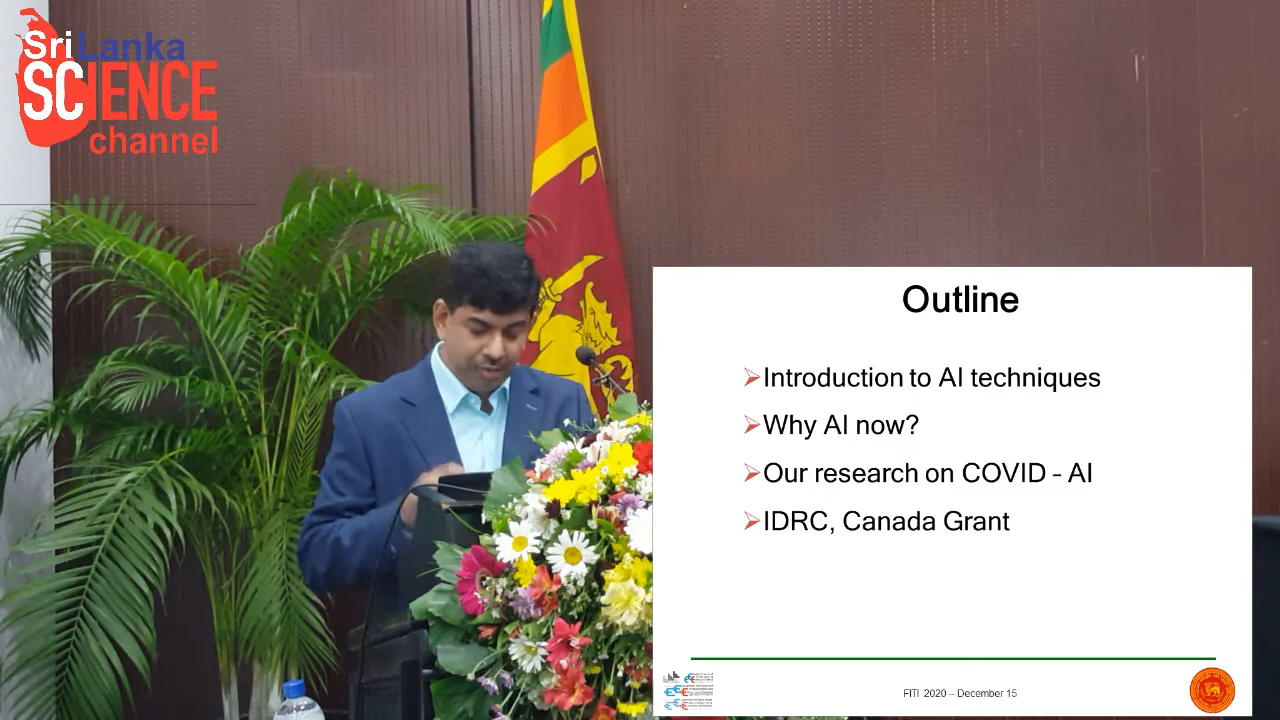 Sri Lanka
SCIENCE
channel
Outline
Introduction to AI techniques
Why AI now?
Our research on COVID - AI
IDRC, Canada Grant
FITI 2020 – December 15